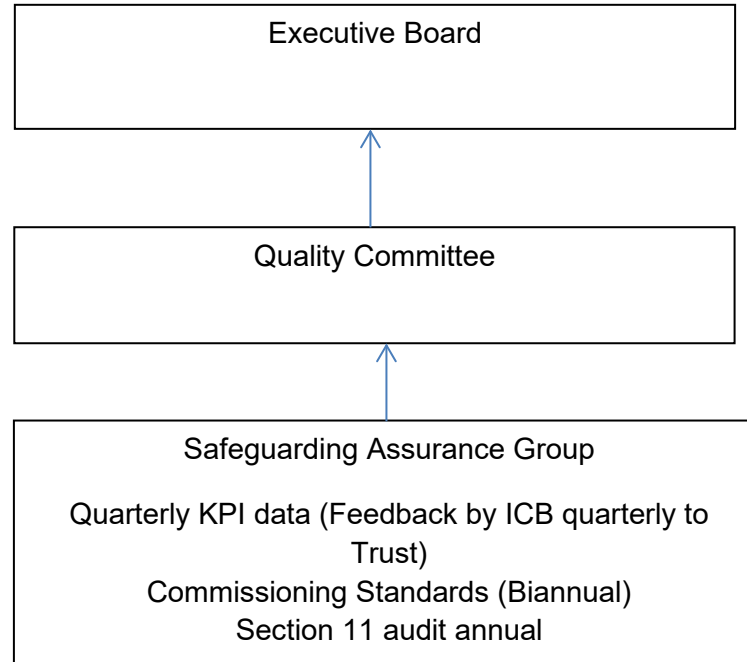 Executive Board
Quality Committee
Safeguarding Assurance Group
Quarterly KPI data (Feedback by ICB quarterly to
Trust)
Commissioning Standards (Biannual)
Section 11 audit annual